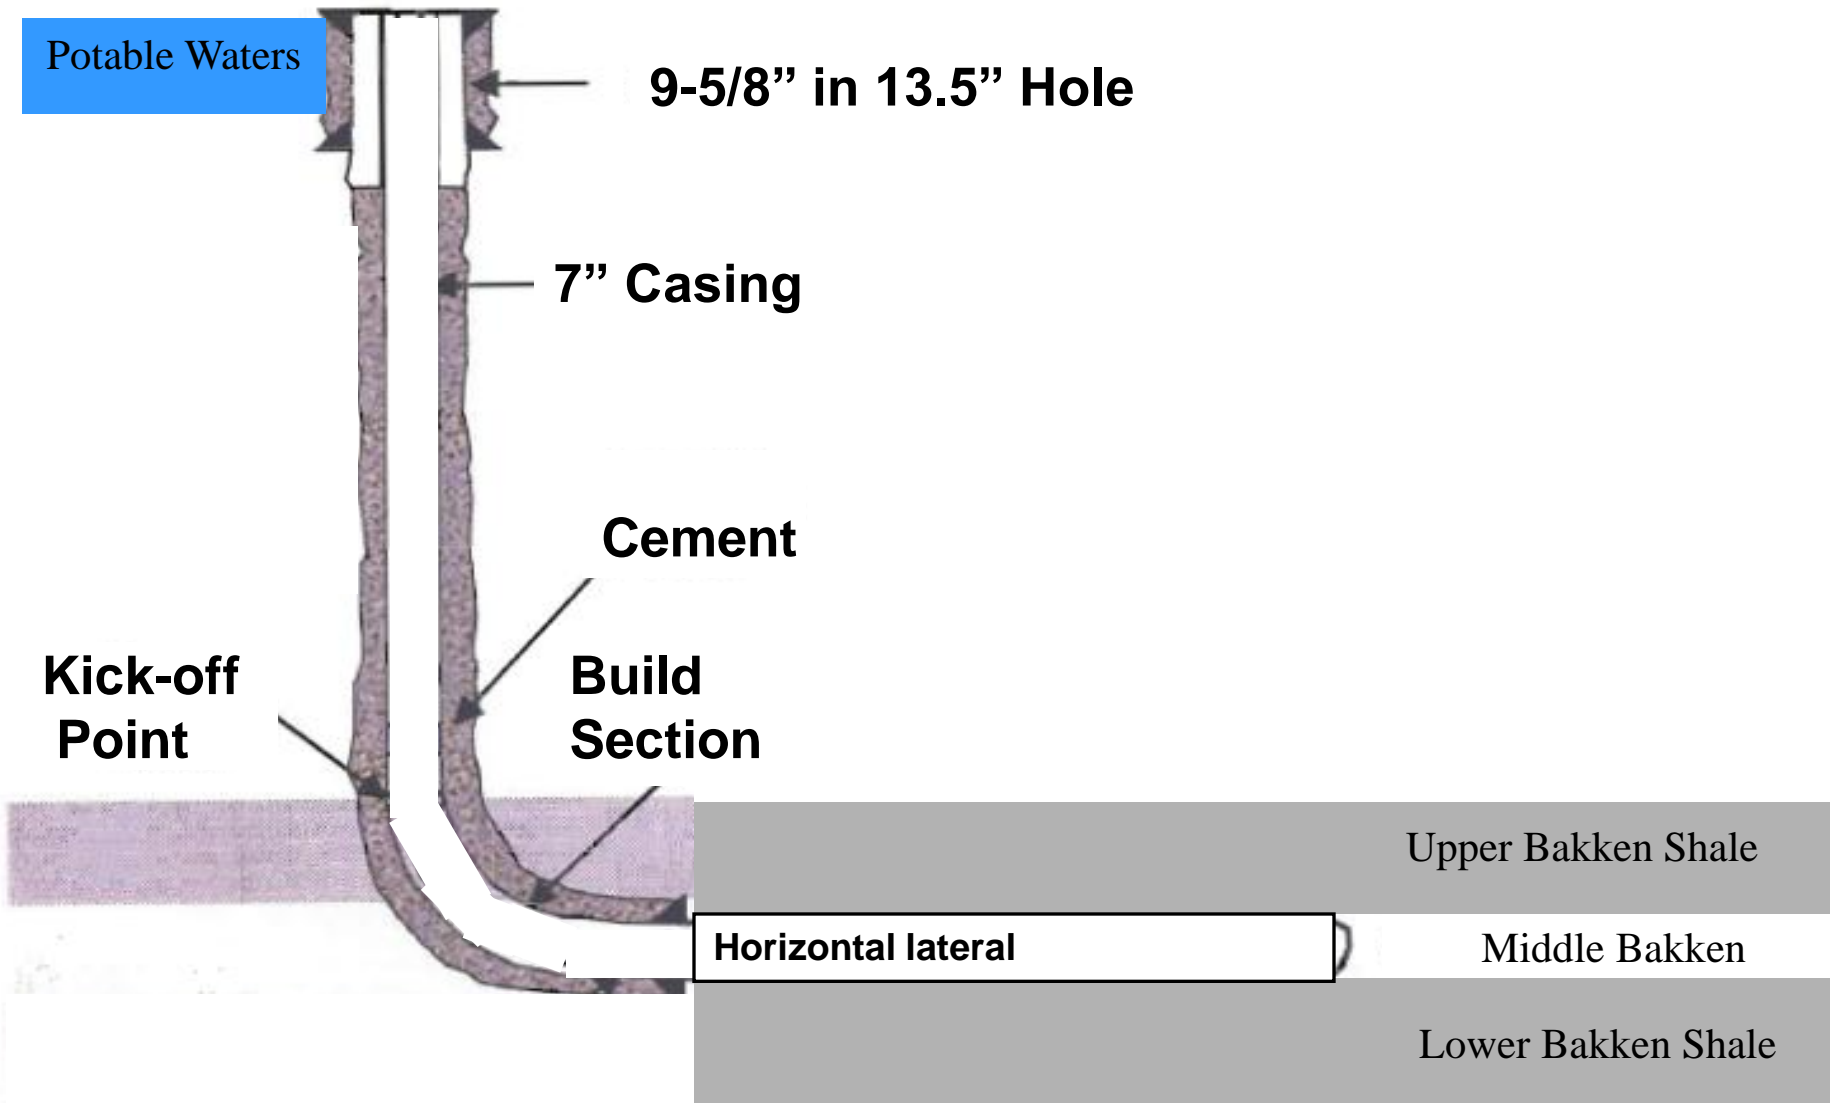 Potable Waters
9-5/8” in 13.5” Hole
7” Casing
Cement
Kick-off
Point
Build
Section
Upper Bakken Shale
Horizontal lateral
Middle Bakken
Lower Bakken Shale